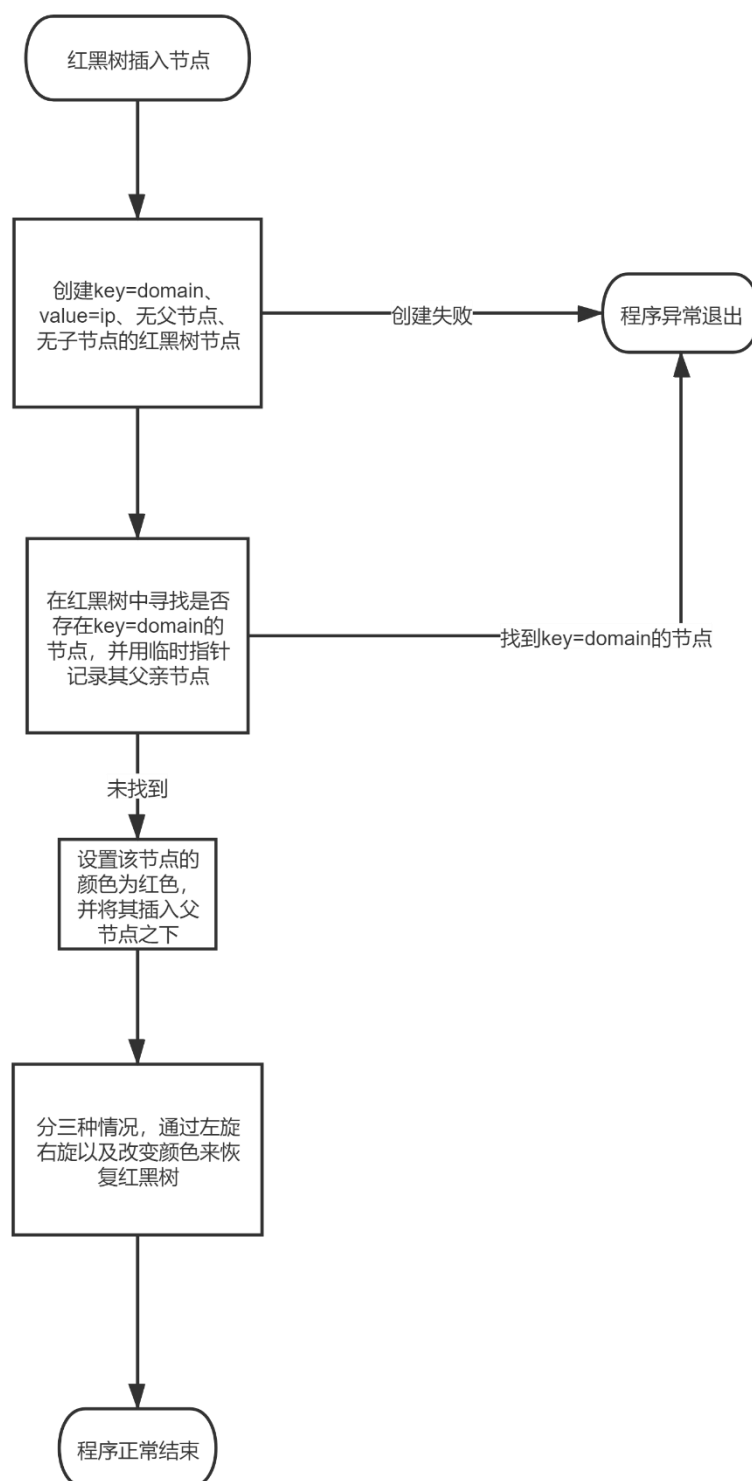 红黑树插入节点
创建key=domain、
value=ip、无父节点、
无子节点的红黑树节点
创建失败
程序异常退出
在红黑树中寻找是否
存在key=domain的
节点，并用临时指针
记录其父亲节点
找到key=domain的节点
未找到
设置该节点的
颜色为红色，
并将其插入父
节点之下
分三种情况，通过左旋
右旋以及改变颜色来恢
复红黑树
程序正常结束